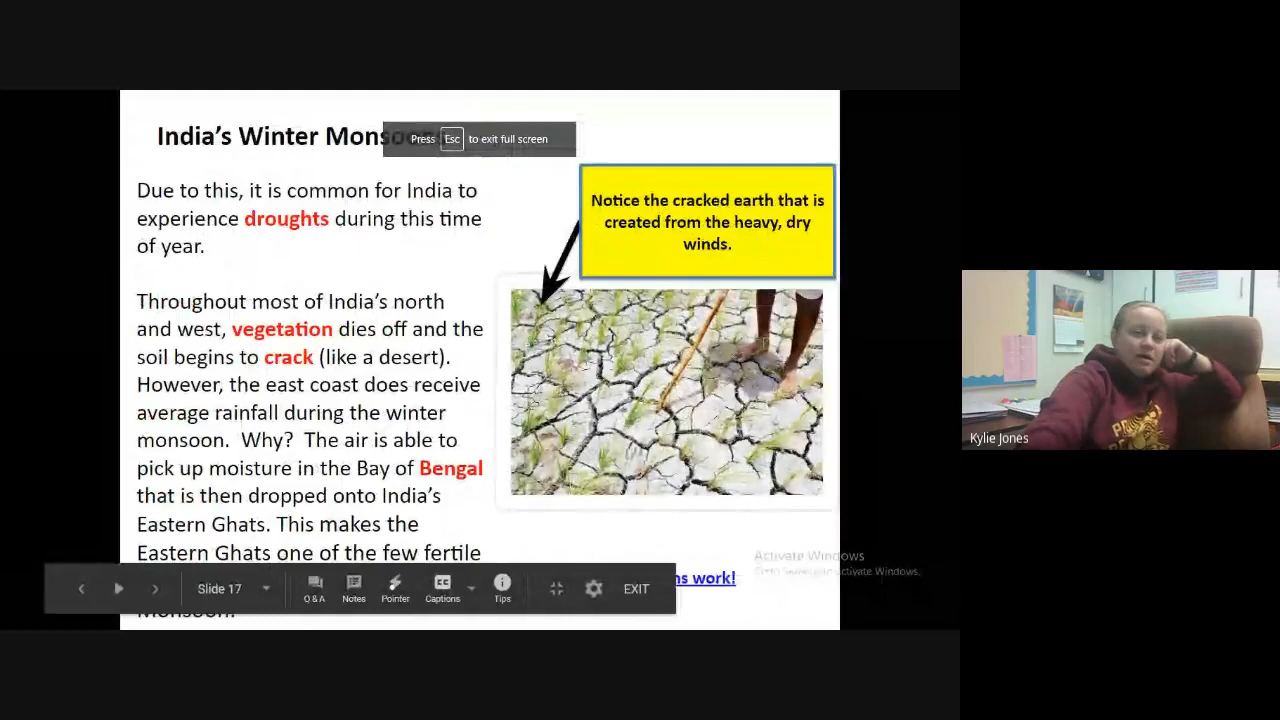 India's Winter Mons
Press Esc to exit full screen
Due to this, it is common for India to
experience droughts during this time
of year.
Throughout most of India's north
and west, vegetation dies off and the
soil begins to crack (like a desert).
However, the east coast does receive
average rainfall during the winter
monsoon.  Why?  The air is able to
pick up moisture in the Bay of Bengal
that is then dropped onto India's
Eastern Ghats. This makes the
Eastern Ghats one of the few fertile
Monsoon.
Notice the cracked earth that is
created from the heavy, dry
winds.
ns work!
Activate Windows
Slide 17
Q & A
Notes
Pointer
CC
Captions
Tips
EXIT
Kylie Jones